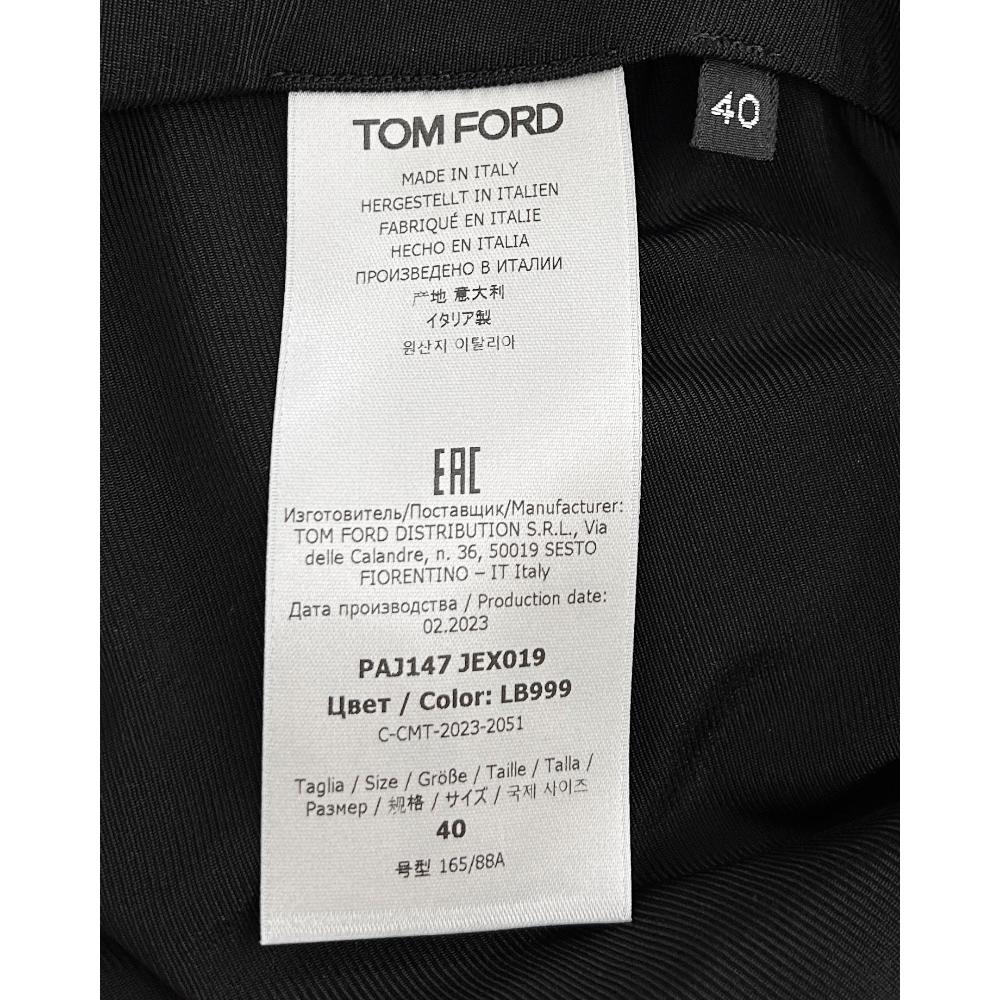 TOM FORD
40
MADE IN ITALY
HERGESTELLT IN ITALIEN
FABRIQUÉ EN ITALIE
HECHO EN ITALIA
ПРОИЗВЕДЕНО В ИТАЛИИ
产地 意大利
イタリア製
원산지 이탈리아
EAC
Изготовитель/Поставщик/Manufacturer:
TOM FORD DISTRIBUTION S.R.L., Via
delle Calandre, n. 36, 50019 SESTO
FIORENTINO – IT Italy
Дата производства / Production date:
02.2023
PAJ147 JEX019
Цвет / Color: LB999
C-CMT-2023-2051
Taglia / Size / Größe / Taille / Talla /
Размер / 规格 / サイズ / 국제 사이즈
40
号型 165/88A